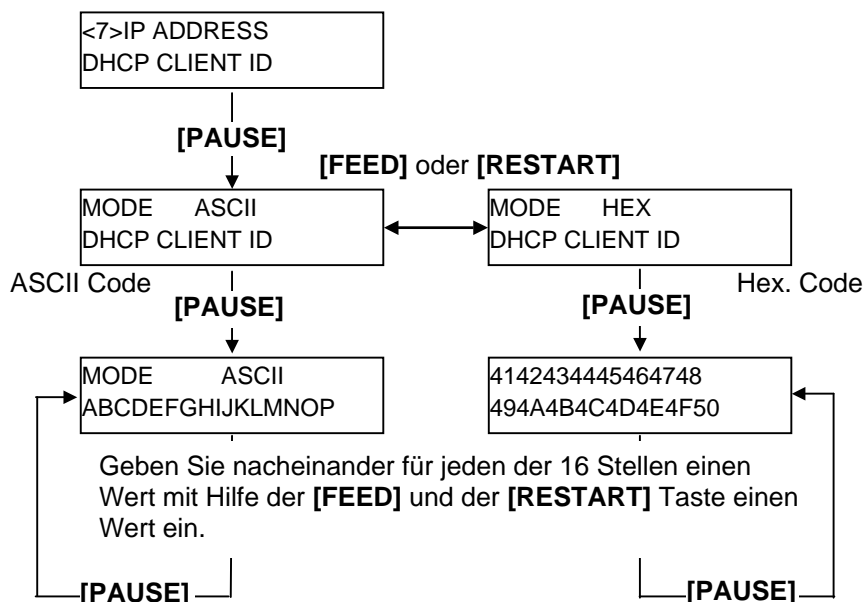 <7>IP ADDRESS
DHCP CLIENT ID
[PAUSE]
[FEED] oder [RESTART]
MODE ASCII
DHCP CLIENT ID
MODE HEX
DHCP CLIENT ID
ASCII Code
Hex. Code
[PAUSE]
[PAUSE]
MODE ASCII
ABCDEFGHIJKLMNOP
4142434445464748
494A4B4C4D4E4F50
Geben Sie nacheinander für jeden der 16 Stellen einen
Wert mit Hilfe der [FEED] und der [RESTART] Taste einen
Wert ein.
[PAUSE]
[PAUSE]